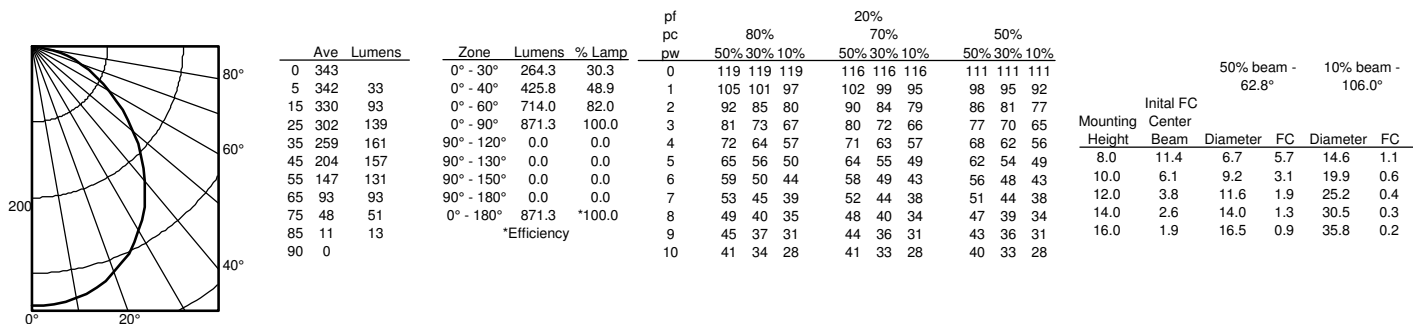 80°
60°
200
40°
0° 20°
Ave Lumens
0 343
5 342 33
15 330 93
25 302 139
35 259 161
45 204 157
55 147 131
65 93 93
75 48 51
85 11 13
90 0
Zone Lumens % Lamp
0° - 30° 264.3 30.3
0° - 40° 425.8 48.9
0° - 60° 714.0 82.0
0° - 90° 871.3 100.0
90° - 120° 0.0 0.0
90° - 130° 0.0 0.0
90° - 150° 0.0 0.0
90° - 180° 0.0 0.0
0° - 180° 871.3 *100.0
*Efficiency
pf 20%
pc 80% 70% 50%
pw 50% 30% 10% 50% 30% 10% 50% 30% 10%
0 119 119 119 116 116 116 111 111 111
1 105 101 97 102 99 95 98 95 92
2 92 85 80 90 84 79 86 81 77
3 81 73 67 80 72 66 77 70 65
4 72 64 57 71 63 57 68 62 56
5 65 56 50 64 55 49 62 54 49
6 59 50 44 58 49 43 56 48 43
7 53 45 39 52 44 38 51 44 38
8 49 40 35 48 40 34 47 39 34
9 45 37 31 44 36 31 43 36 31
10 41 34 28 41 33 28 40 33 28
50% beam - 10% beam -
62.8° 106.0°
Inital FC
Mounting Center
Height Beam Diameter FC Diameter FC
8.0 11.4 6.7 5.7 14.6 1.1
10.0 6.1 9.2 3.1 19.9 0.6
12.0 3.8 11.6 1.9 25.2 0.4
14.0 2.6 14.0 1.3 30.5 0.3
16.0 1.9 16.5 0.9 35.8 0.2